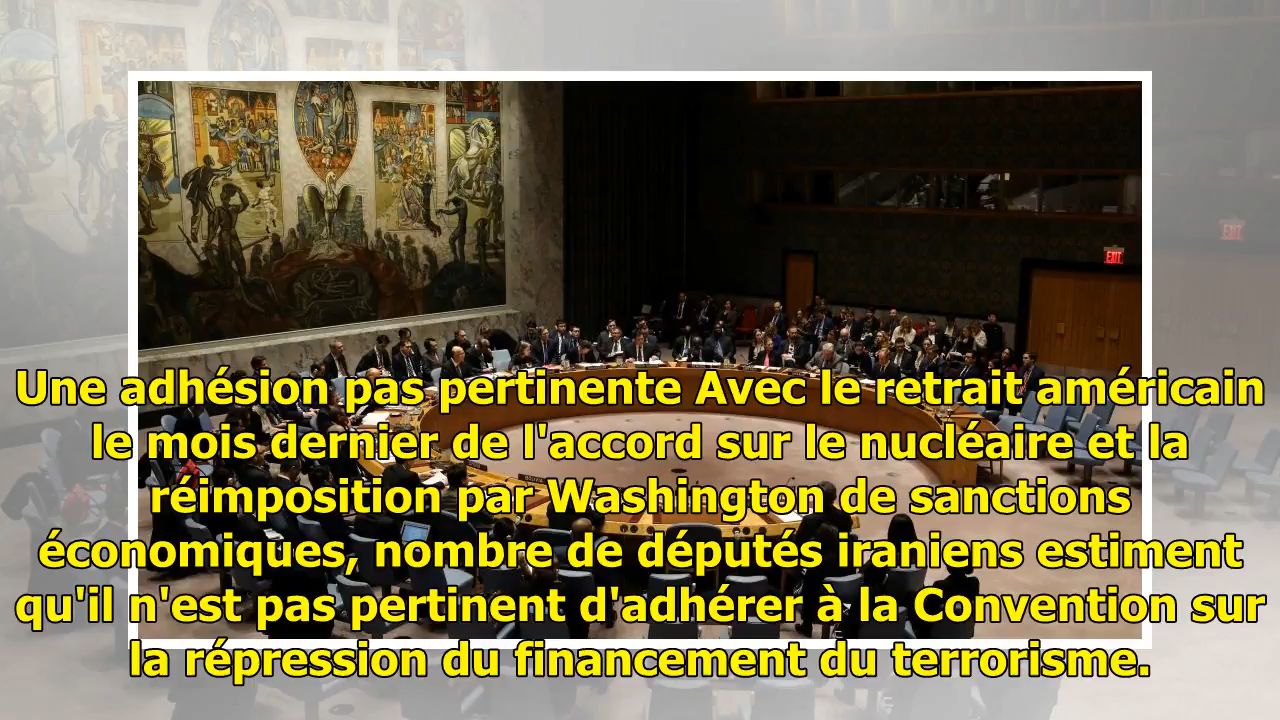 EXIT
EXIT
Une adhésion pas pertinente Avec le retrait américain
le mois dernier de l'accord sur le nucléaire et la
réimposition par Washington de sanctions
économiques, nombre de députés iraniens estiment
qu'il n'est pas pertinent d'adhérer à la Convention sur
la répression du financement du terrorisme.